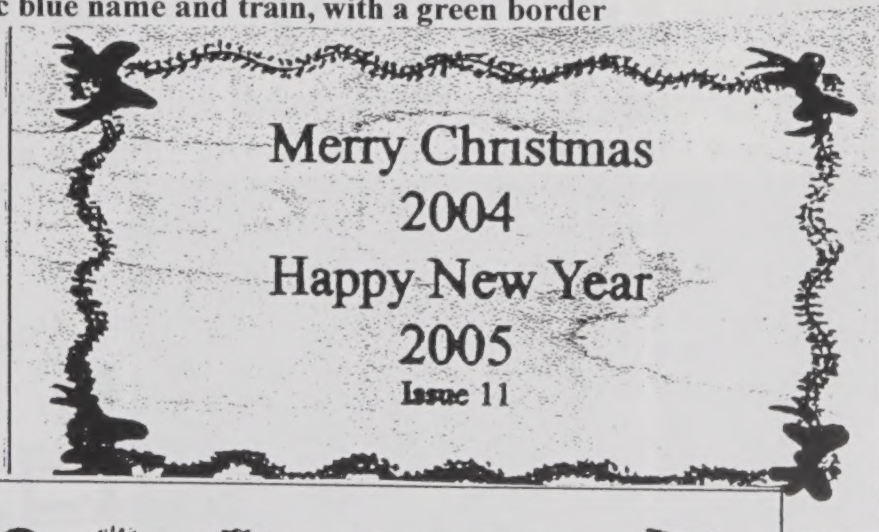 blue name and train, with a green border
Merry Christmas
2004
Happy New Year
2005
Issue 11